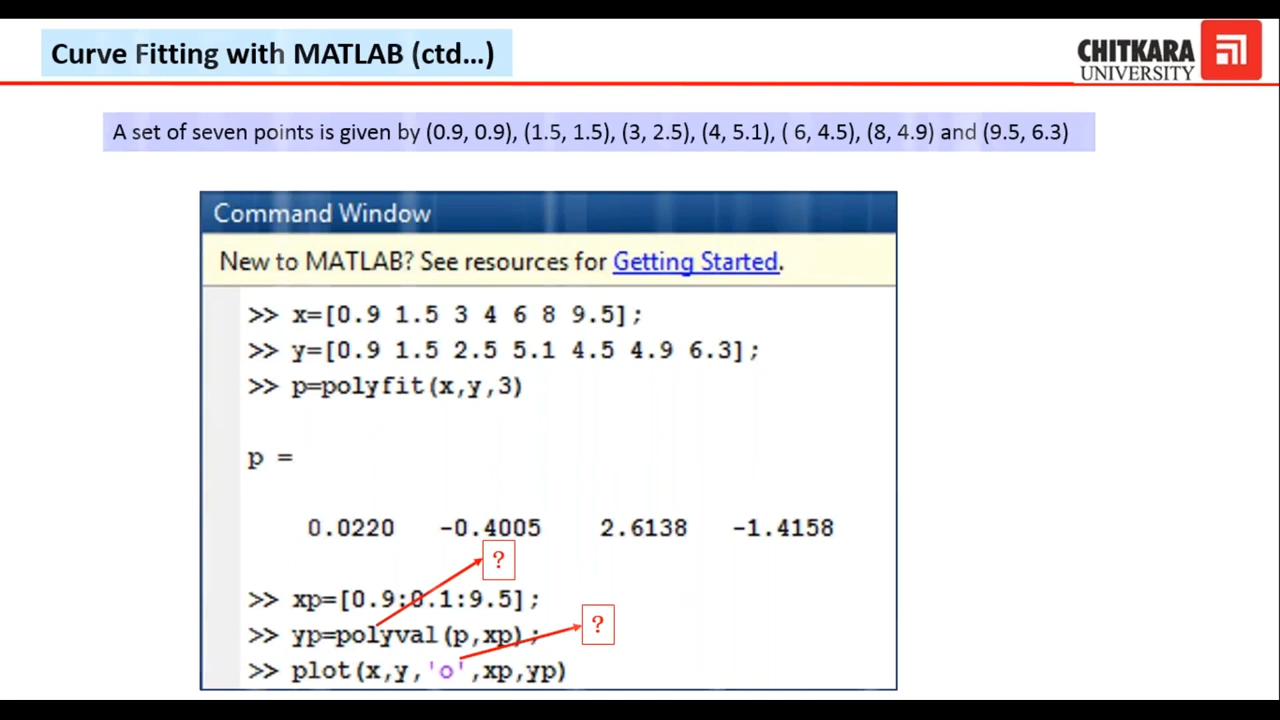 Curve Fitting with MATLAB (ctd...)
CHITKARA
UNIVERSITY
A set of seven points is given by (0.9, 0.9), (1.5, 1.5), (3, 2.5), (4, 5.1), ( 6, 4.5), (8, 4.9) and (9.5, 6.3)
Command Window
New to MATLAB? See resources for Getting Started.
>> x=[0.9 1.5 3 4 6 8 9.5];
>> y=[0.9 1.5 2.5 5.1 4.5 4.9 6.3];
>> p=polyfit(x,y,3)
p =
0.0220 -0.4005 2.6138 -1.4158
?
>> xp=[0.9:0.1:9.5];
?
>> yp=polyval(p,xp);
>> plot(x,y,'o',xp,yp)